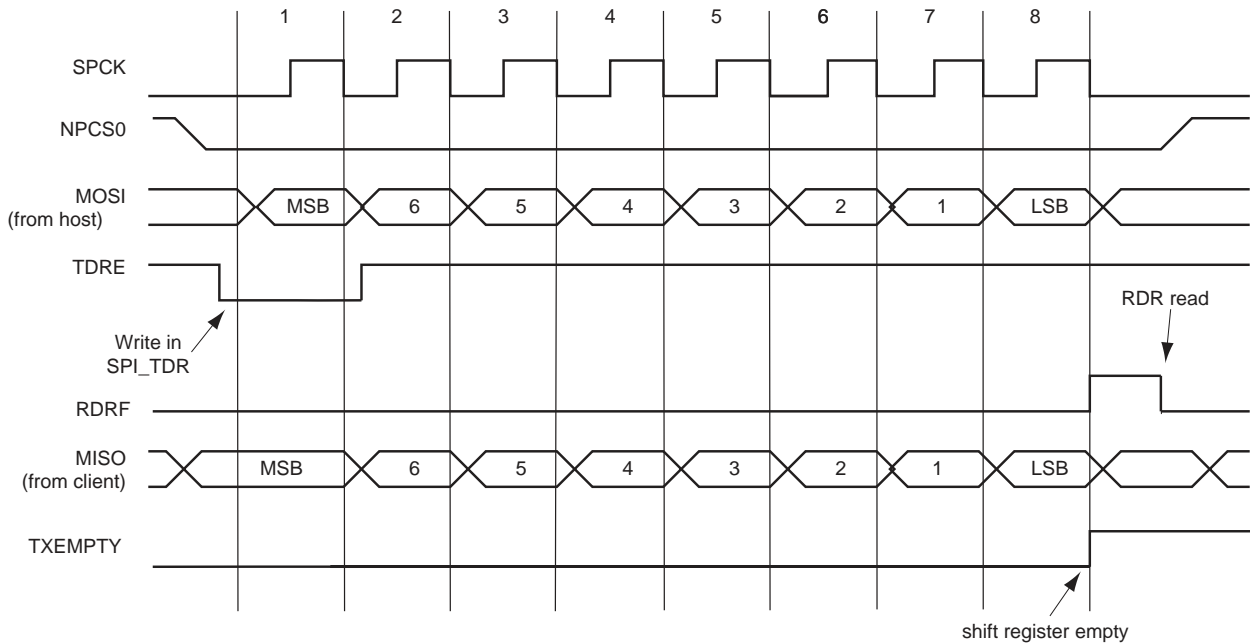 1 2 3 4 5 6 7 8
SPCK
NPCS0
MOSI
(from host)
MSB 6 5 4 3 2 1 LSB
TDRE
Write in
SPI_TDR
RDR read
RDRF
MISO
(from client)
MSB 6 5 4 3 2 1 LSB
TXEMPTY
shift register empty